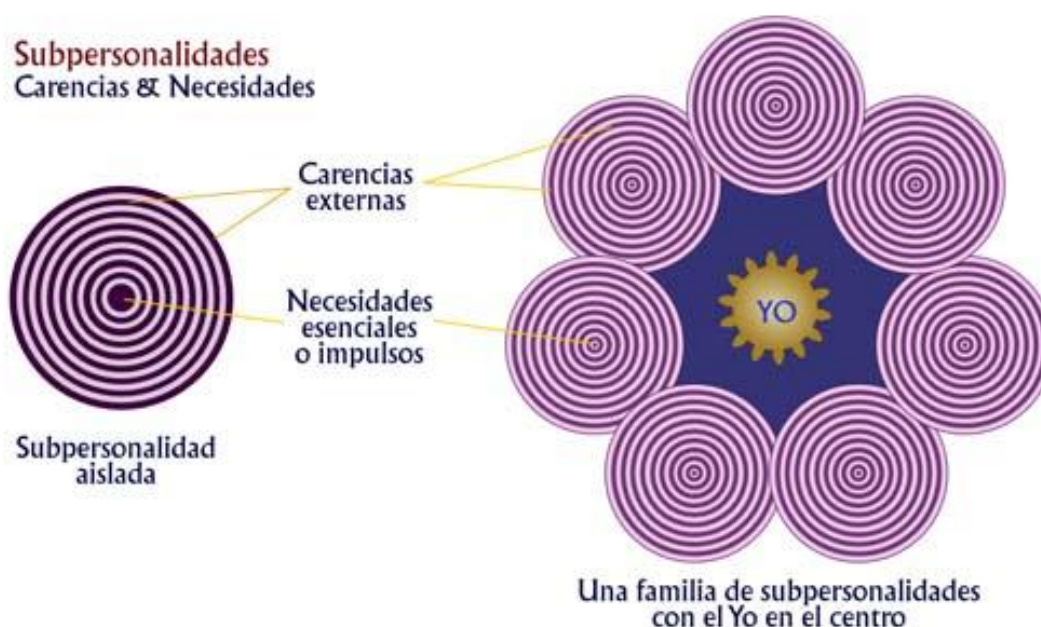 Subpersonalidades
Carencias & Necesidades
Carencias
externas
Necesidades
esenciales
o impulsos
Subpersonalidad
aislada
YO
Una familia de subpersonalidades
con el Yo en el centro